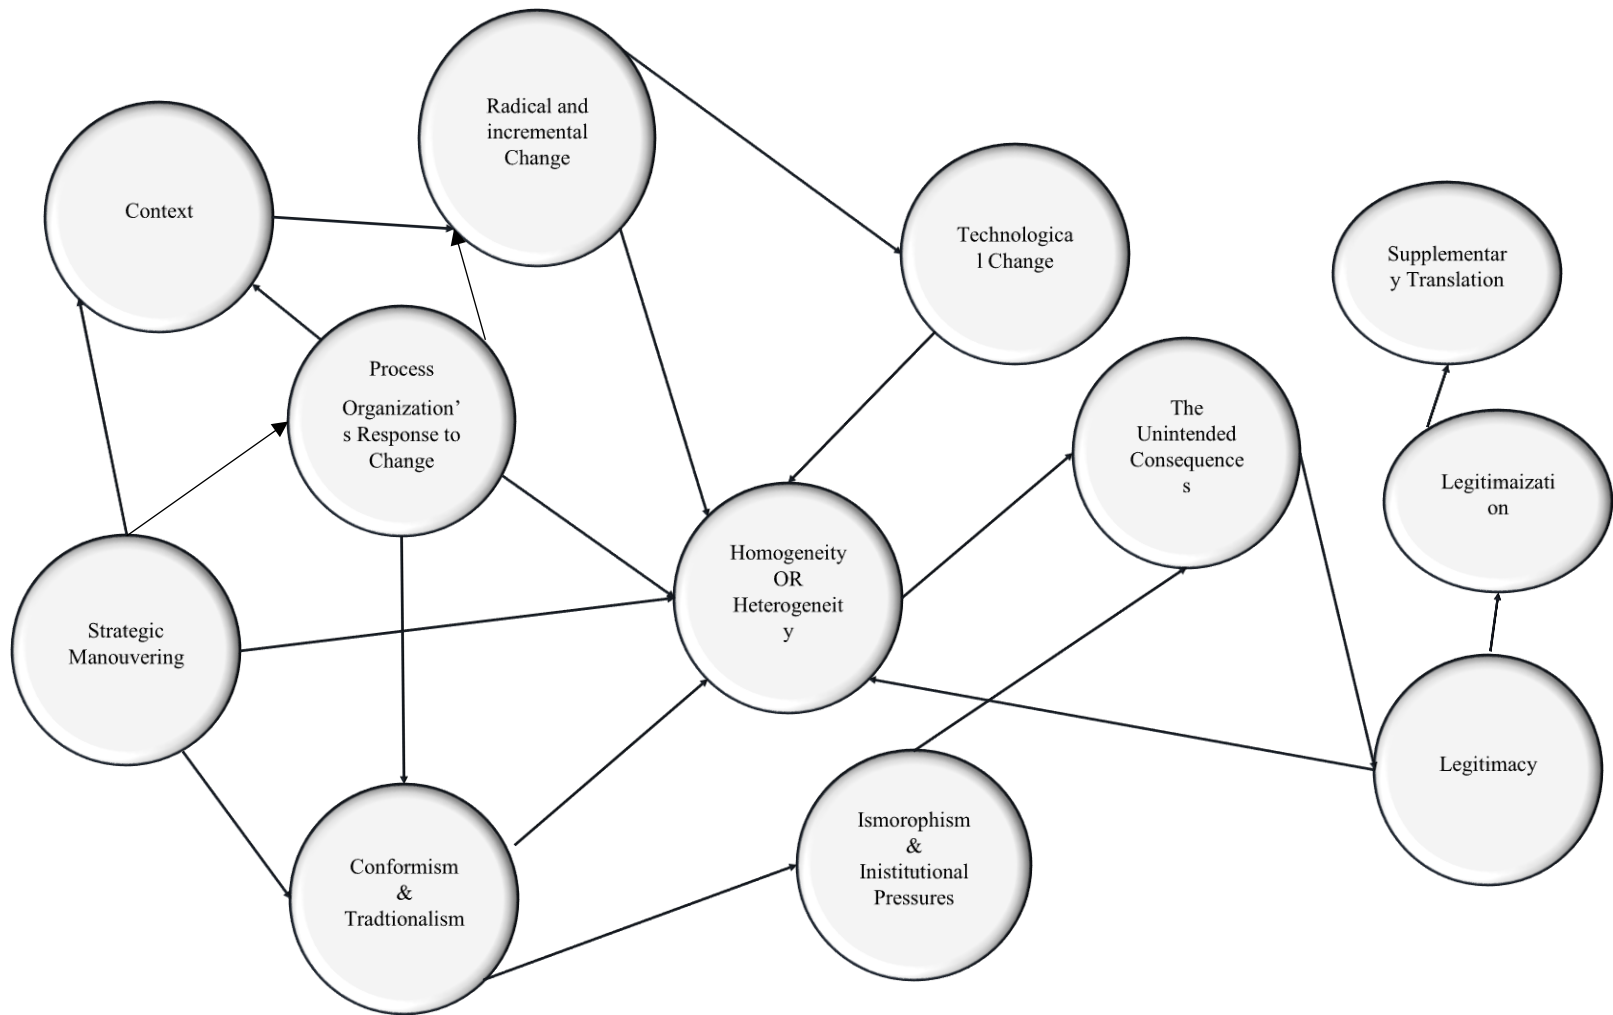 Radical and
incremental
Change
Context
Technologica
l Change
Supplementar
y Translation
Process
Organization’
s Response to
Change
The
Unintended
Consequence
s
Legitimaizati
on
Homogeneity
OR
Heterogeneit
y
Strategic
Manouvering
Legitimacy
Ismorophism
&
Inistitutional
Pressures
Conformism
&
Tradtionalism